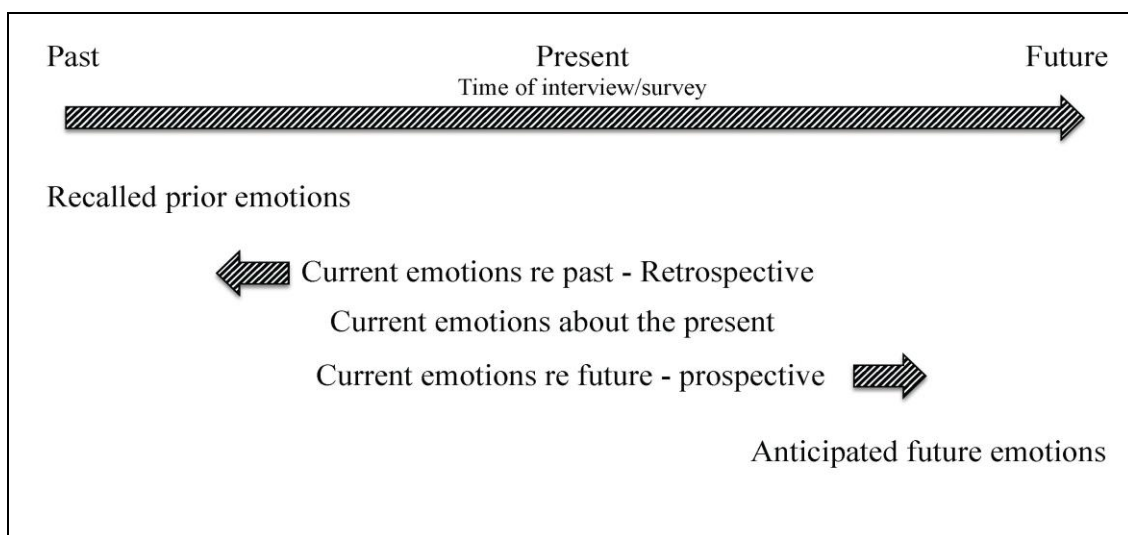 Past Present Future
Time of interview/survey
Recalled prior emotions
Current emotions re past - Retrospective
Current emotions about the present
Current emotions re future - prospective
Anticipated future emotions